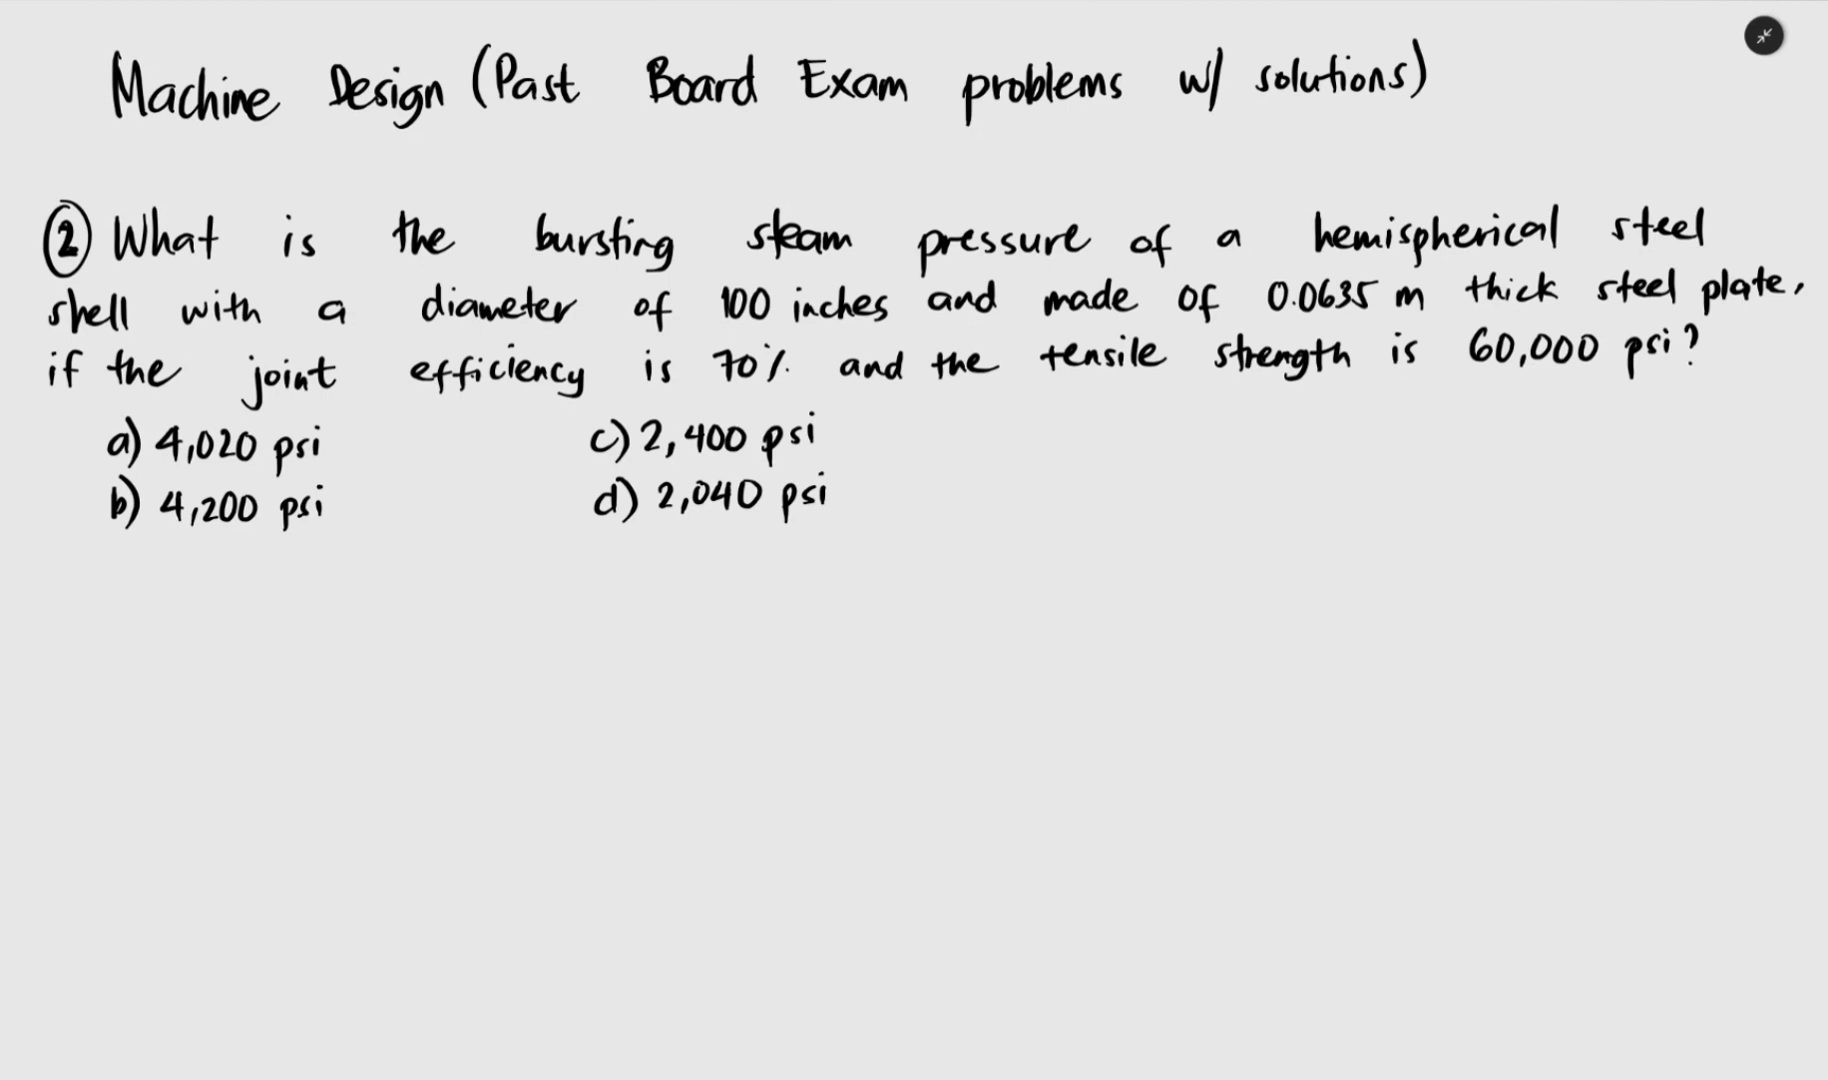 Machine Design (Past Board Exam problems w/ solutions)
② What is the bursting steam pressure of a hemispherical steel
shell with a diameter of 100 inches and made of 0.0635 m thick steel plate,
if the joint efficiency is 70% and the tensile strength is 60,000 psi?
a) 4,020 psi c) 2,400 psi
b) 4,200 psi d) 2,040 psi